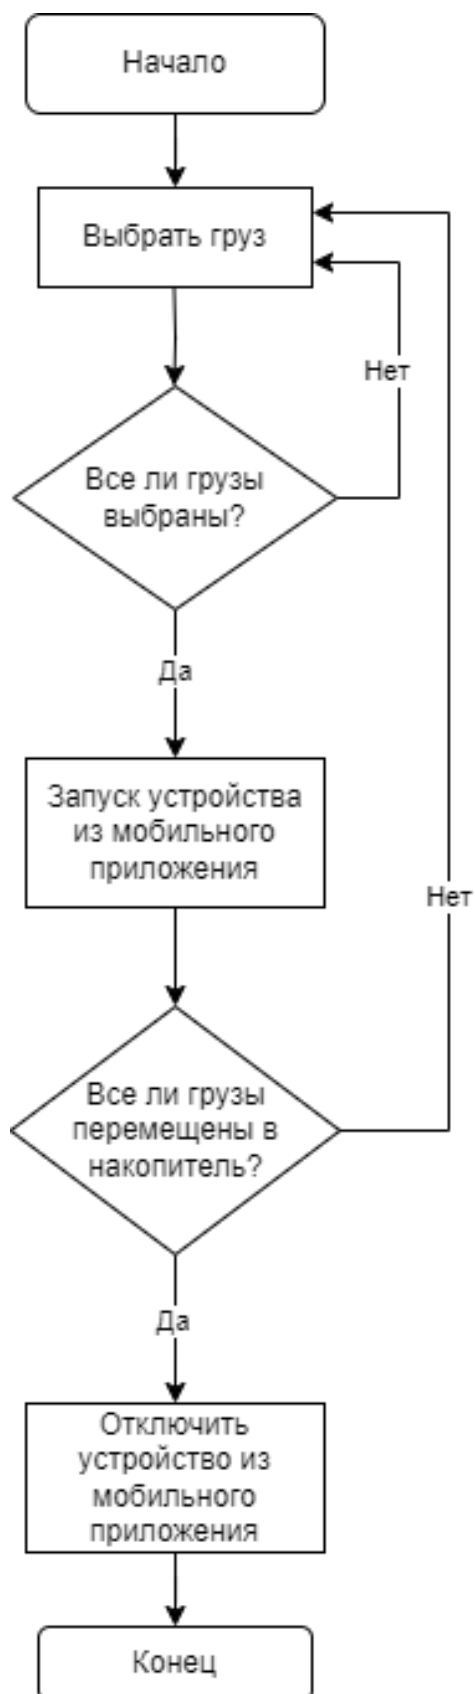 Начало
Выбрать груз
Нет
Все ли грузы
выбраны?
Да
Запуск устройства
из мобильного
приложения
Нет
Все ли грузы
перемещены в
накопитель?
Да
Отключить
устройство из
мобильного
приложения
Конец